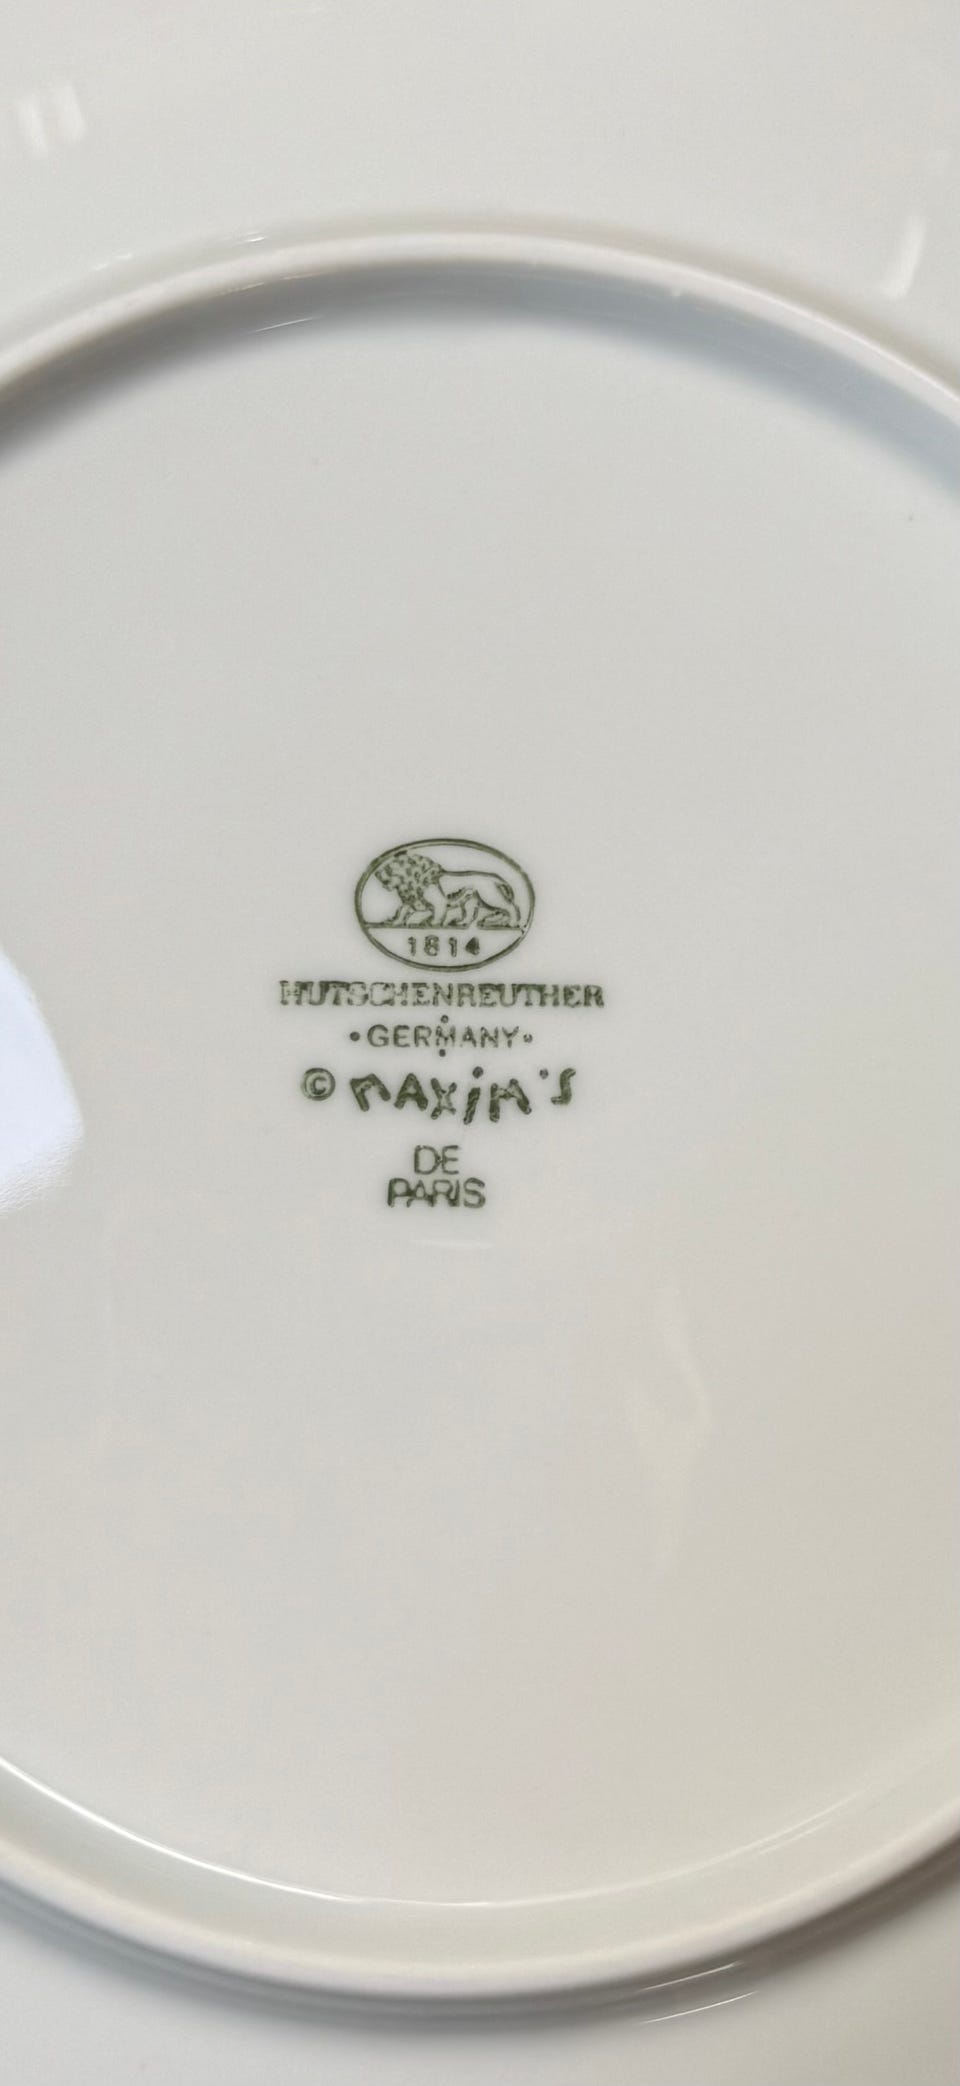 1814
HUTSCHENREUTHER
·GERMANY·
© MAXiM'S
DE
PARIS